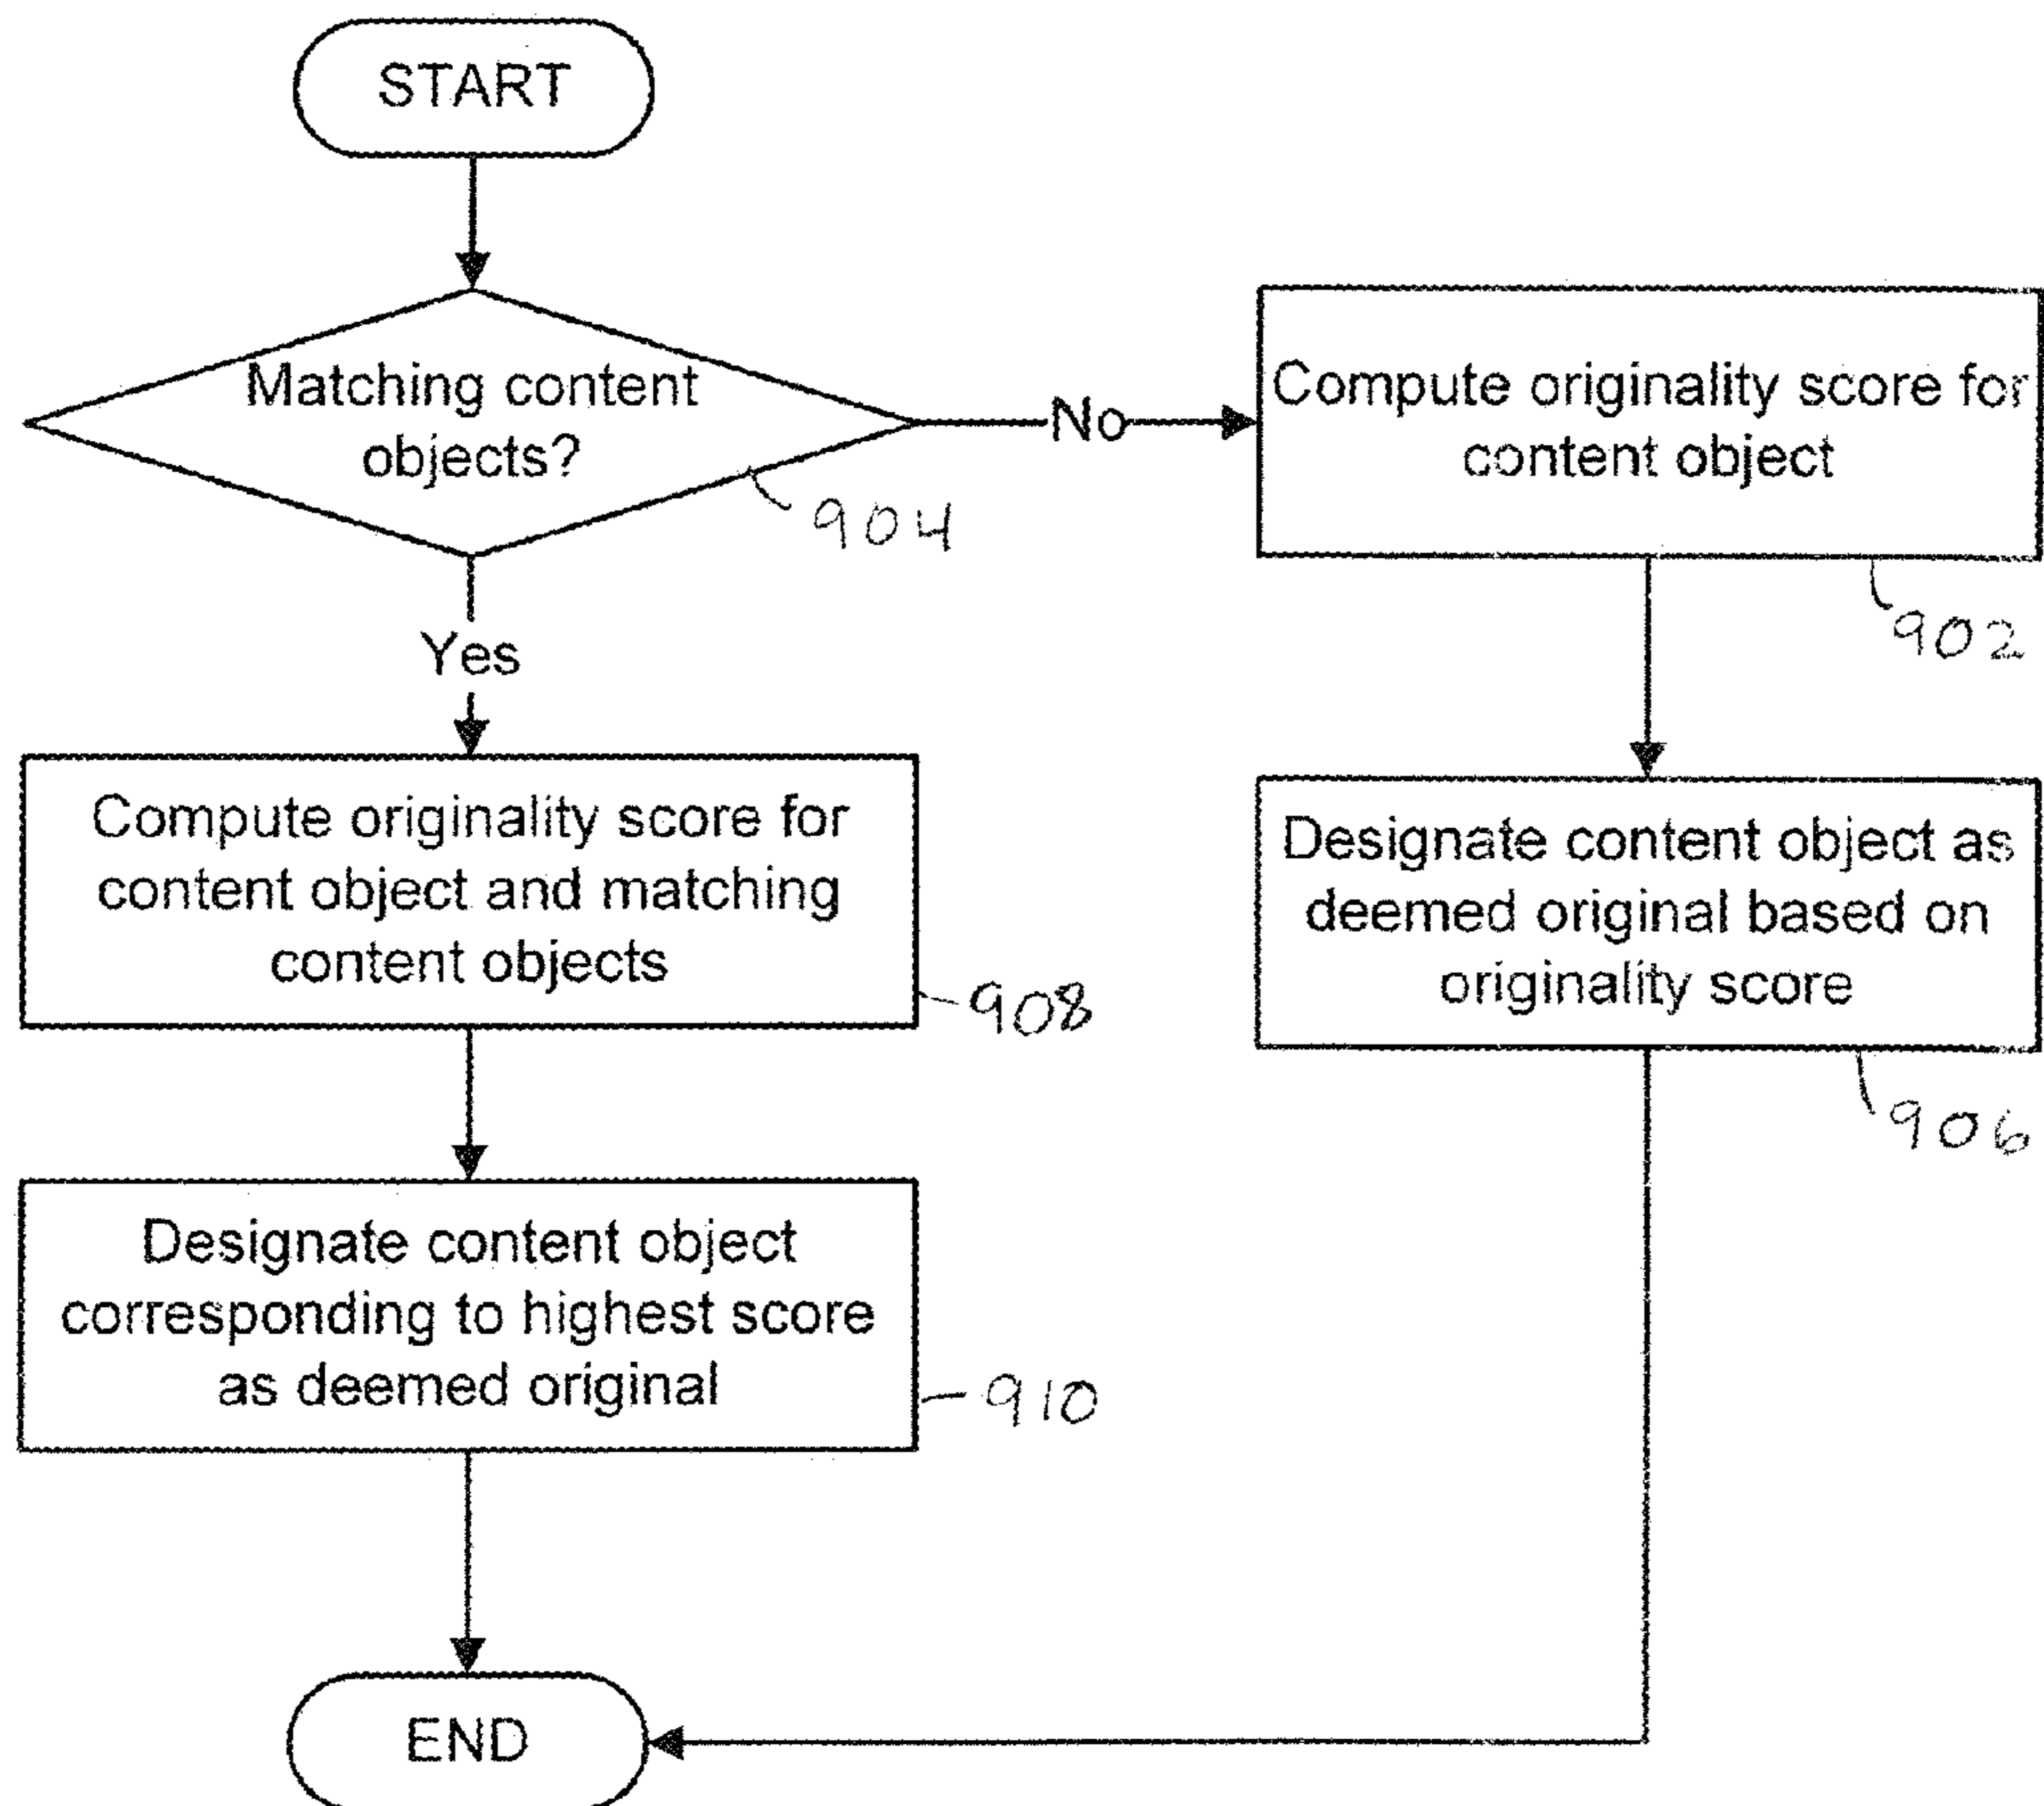 START
Matching content
objects?
904
No
Compute originality score for
content object
902
Yes
Compute originality score for
content object and matching
content objects
908
Designate content object as
deemed original based on
originality score
906
Designate content object
corresponding to highest score
as deemed original
910
END